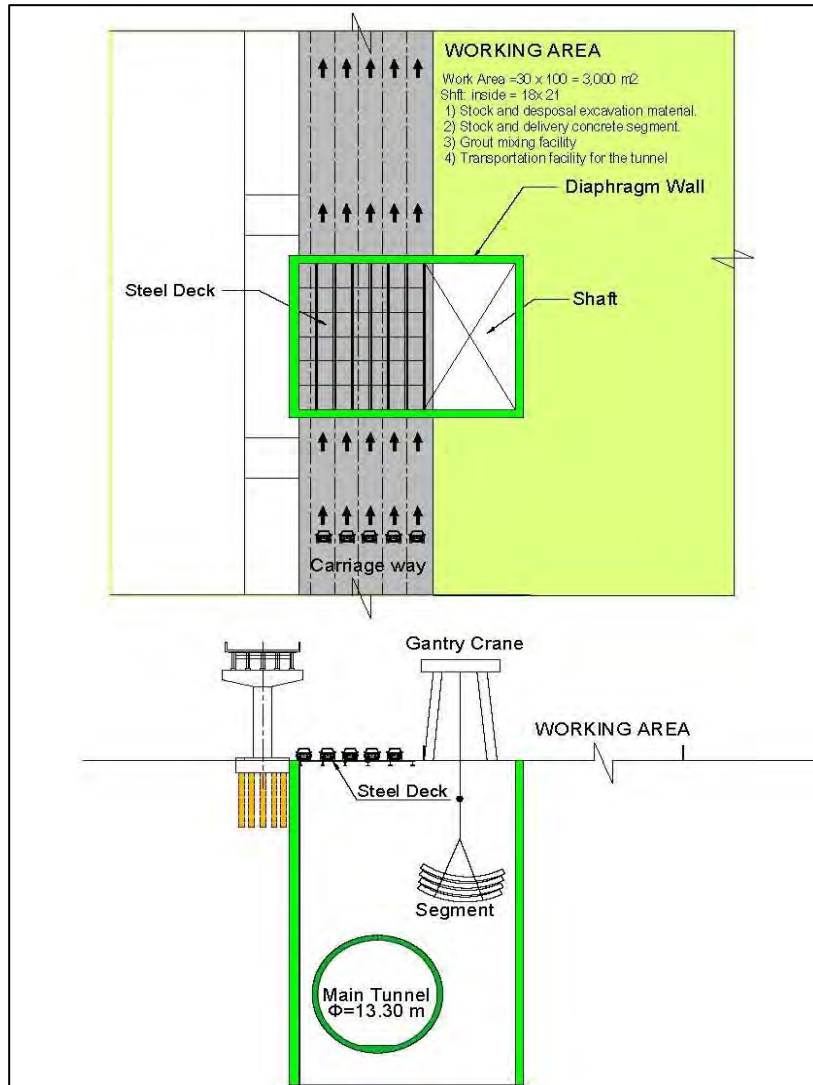 WORKING AREA
Work Area =30 x 100 = 3,000 m2
Shft: inside = 18x 21
1) Stock and desposal excavation material.
2) Stock and delivery concrete segment.
3) Grout mixing facility
4) Transportation facility for the tunnel
Diaphragm Wall
Steel Deck
Shaft
Carriage way
Gantry Crane
WORKING AREA
Steel Deck
Segment
Main Tunnel
Φ=13.30 m